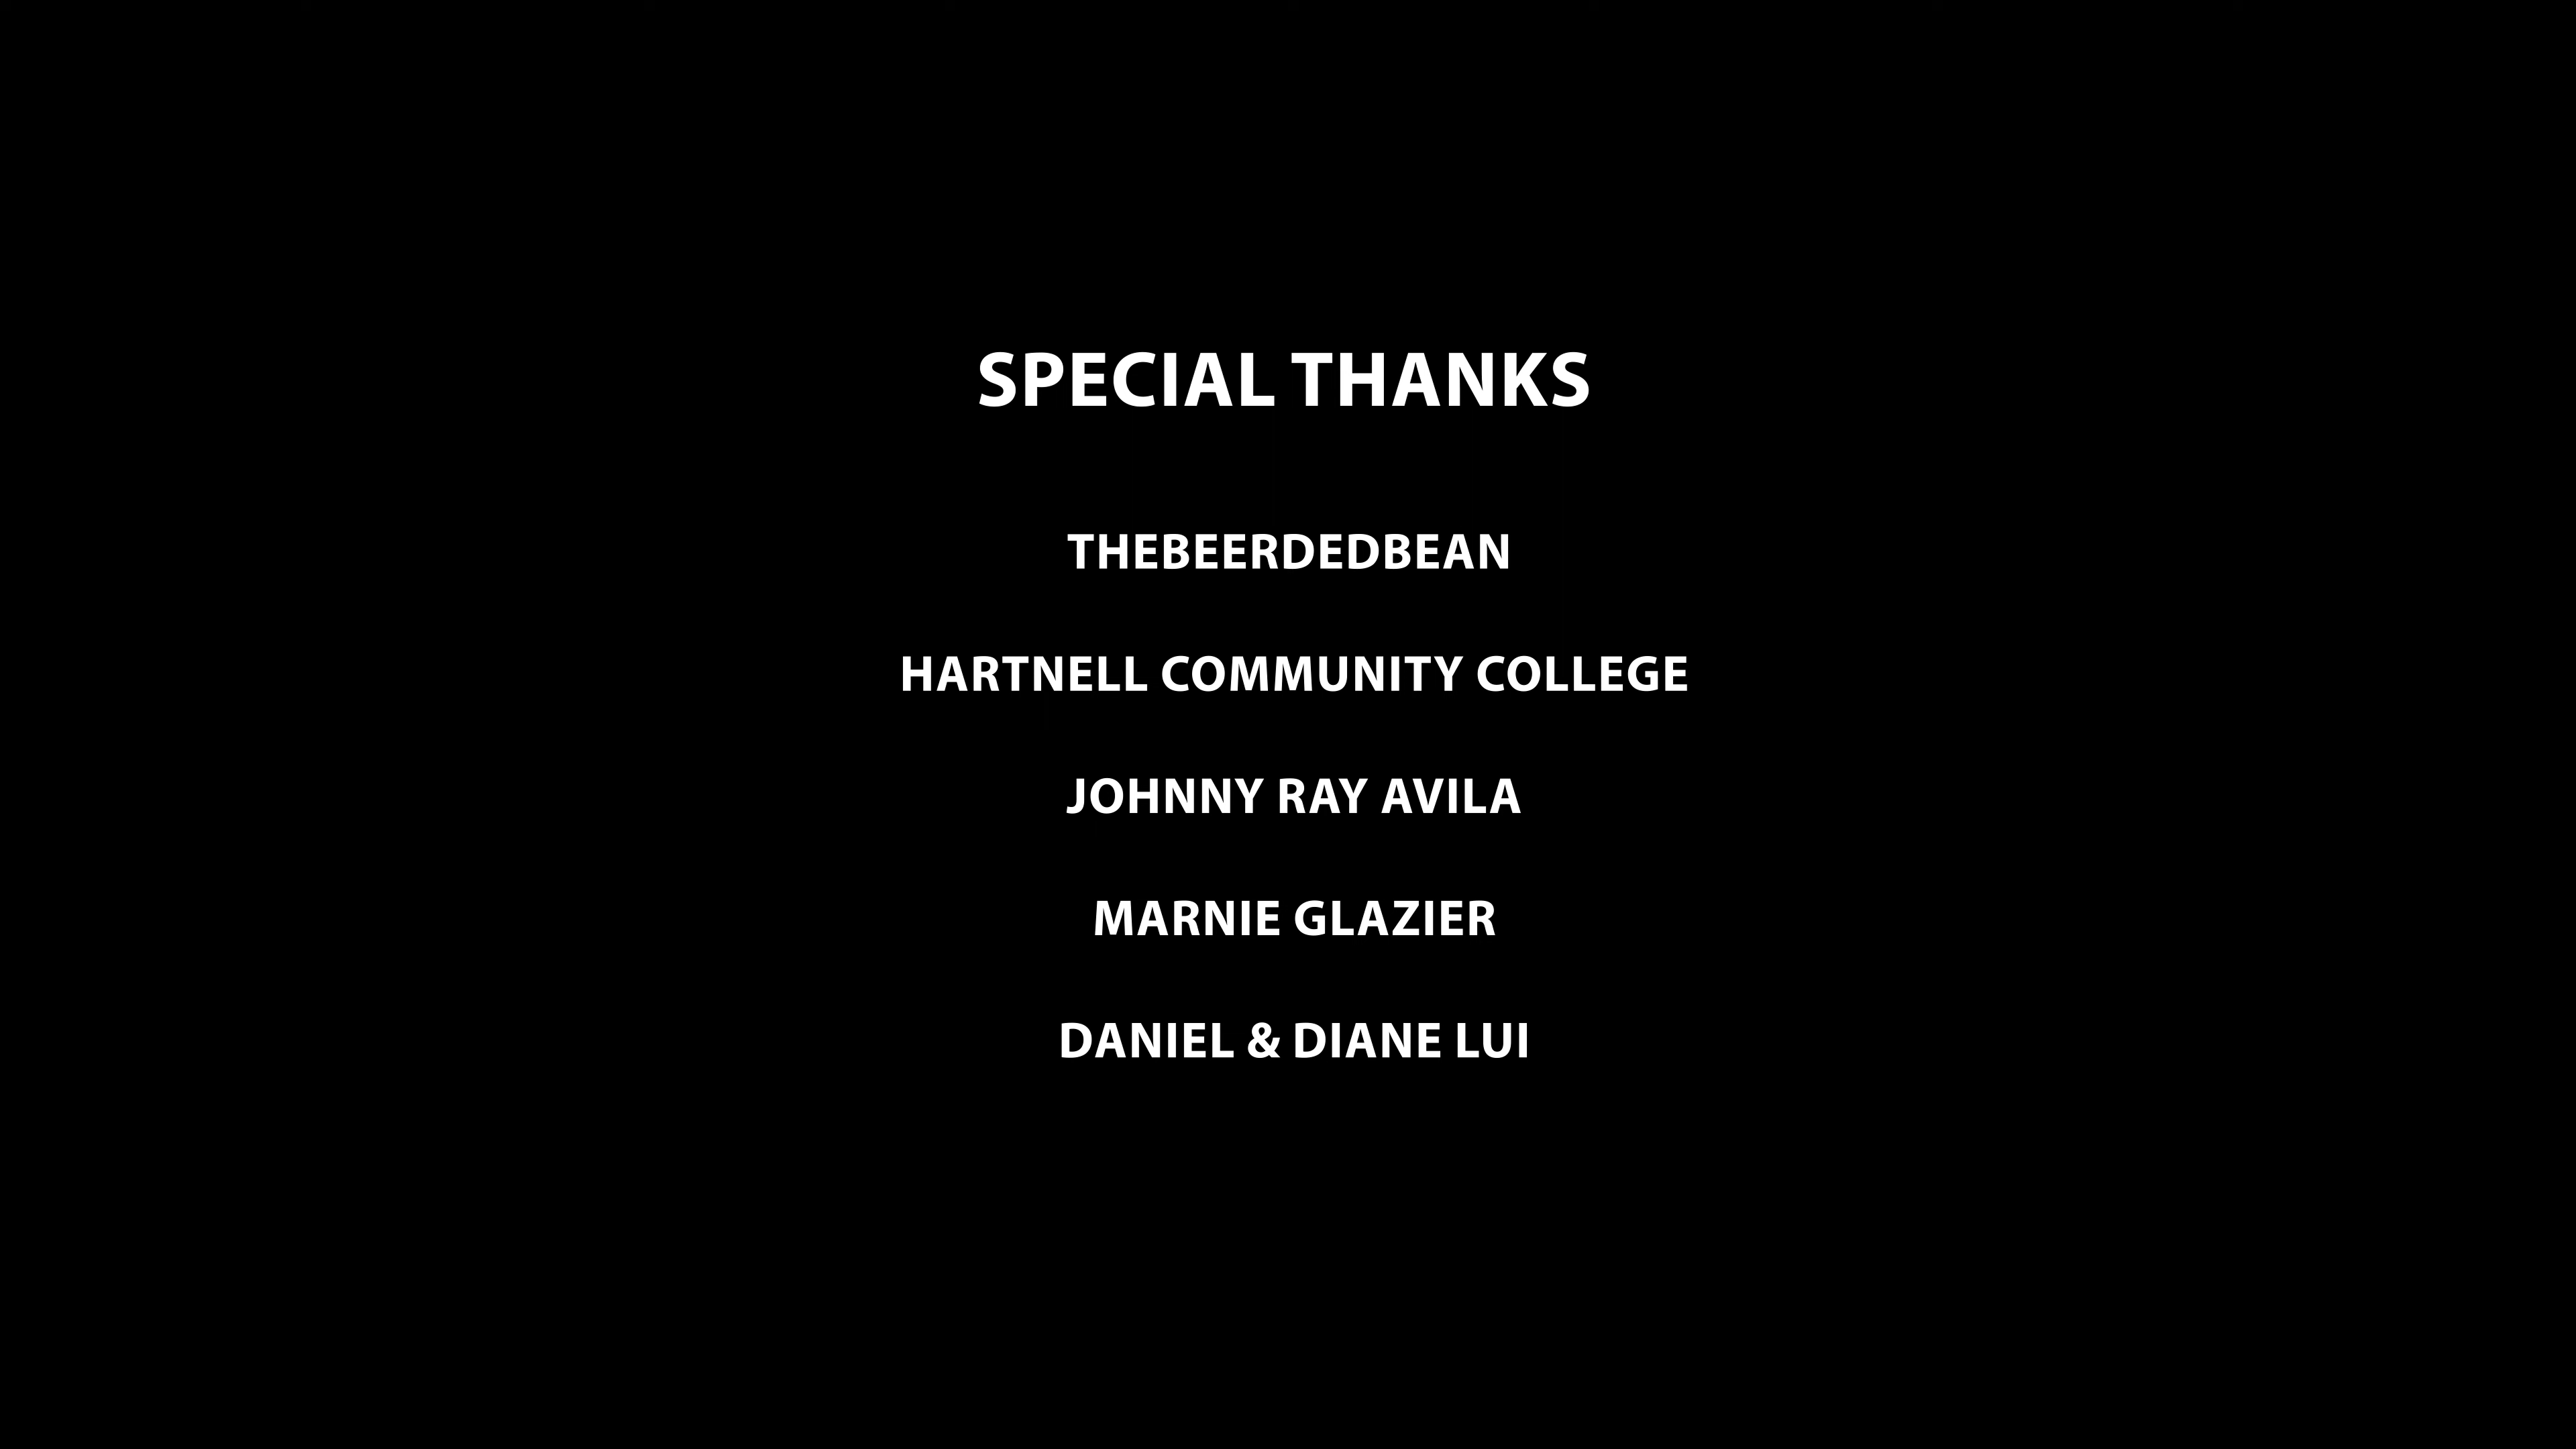 SPECIAL THANKS
THEBEERDEDBEAN
HARTNELL COMMUNITY COLLEGE
JOHNNY RAY AVILA
MARNIE GLAZIER
DANIEL & DIANE LUI